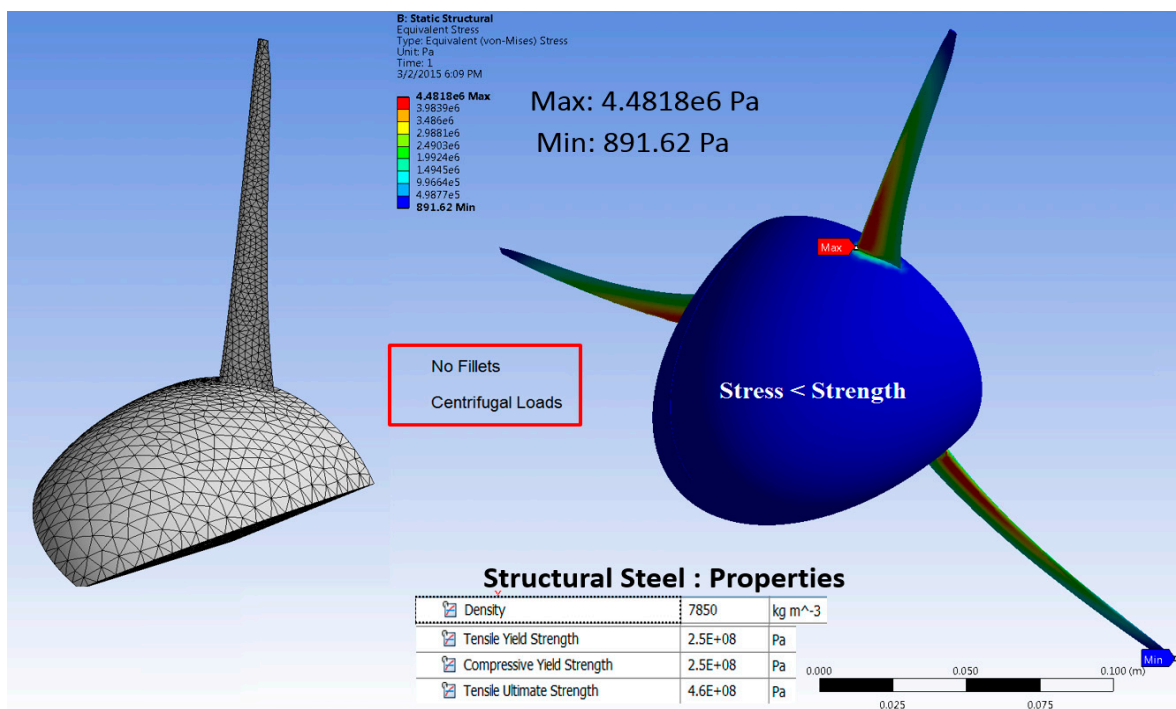 B: Static Structural
Equivalent Stress
Type: Equivalent (von-Mises) Stress
Unit: Pa
Time: 1
3/2/2015 6:09 PM
4.4818e6 Max
3.9839e6
3.486e6
2.9881e6
2.4903e6
1.9924e6
1.4945e6
9.9664e5
4.9877e5
891.62 Min
Max: 4.4818e6 Pa
Min: 891.62 Pa
Max
No Fillets
Centrifugal Loads
Stress < Strength
Structural Steel : Properties
Density 7850 kg m^-3
Tensile Yield Strength 2.5E+08 Pa
Compressive Yield Strength 2.5E+08 Pa
Tensile Ultimate Strength 4.6E+08 Pa
Min
0.000 0.050 0.100 (m)
0.025 0.075